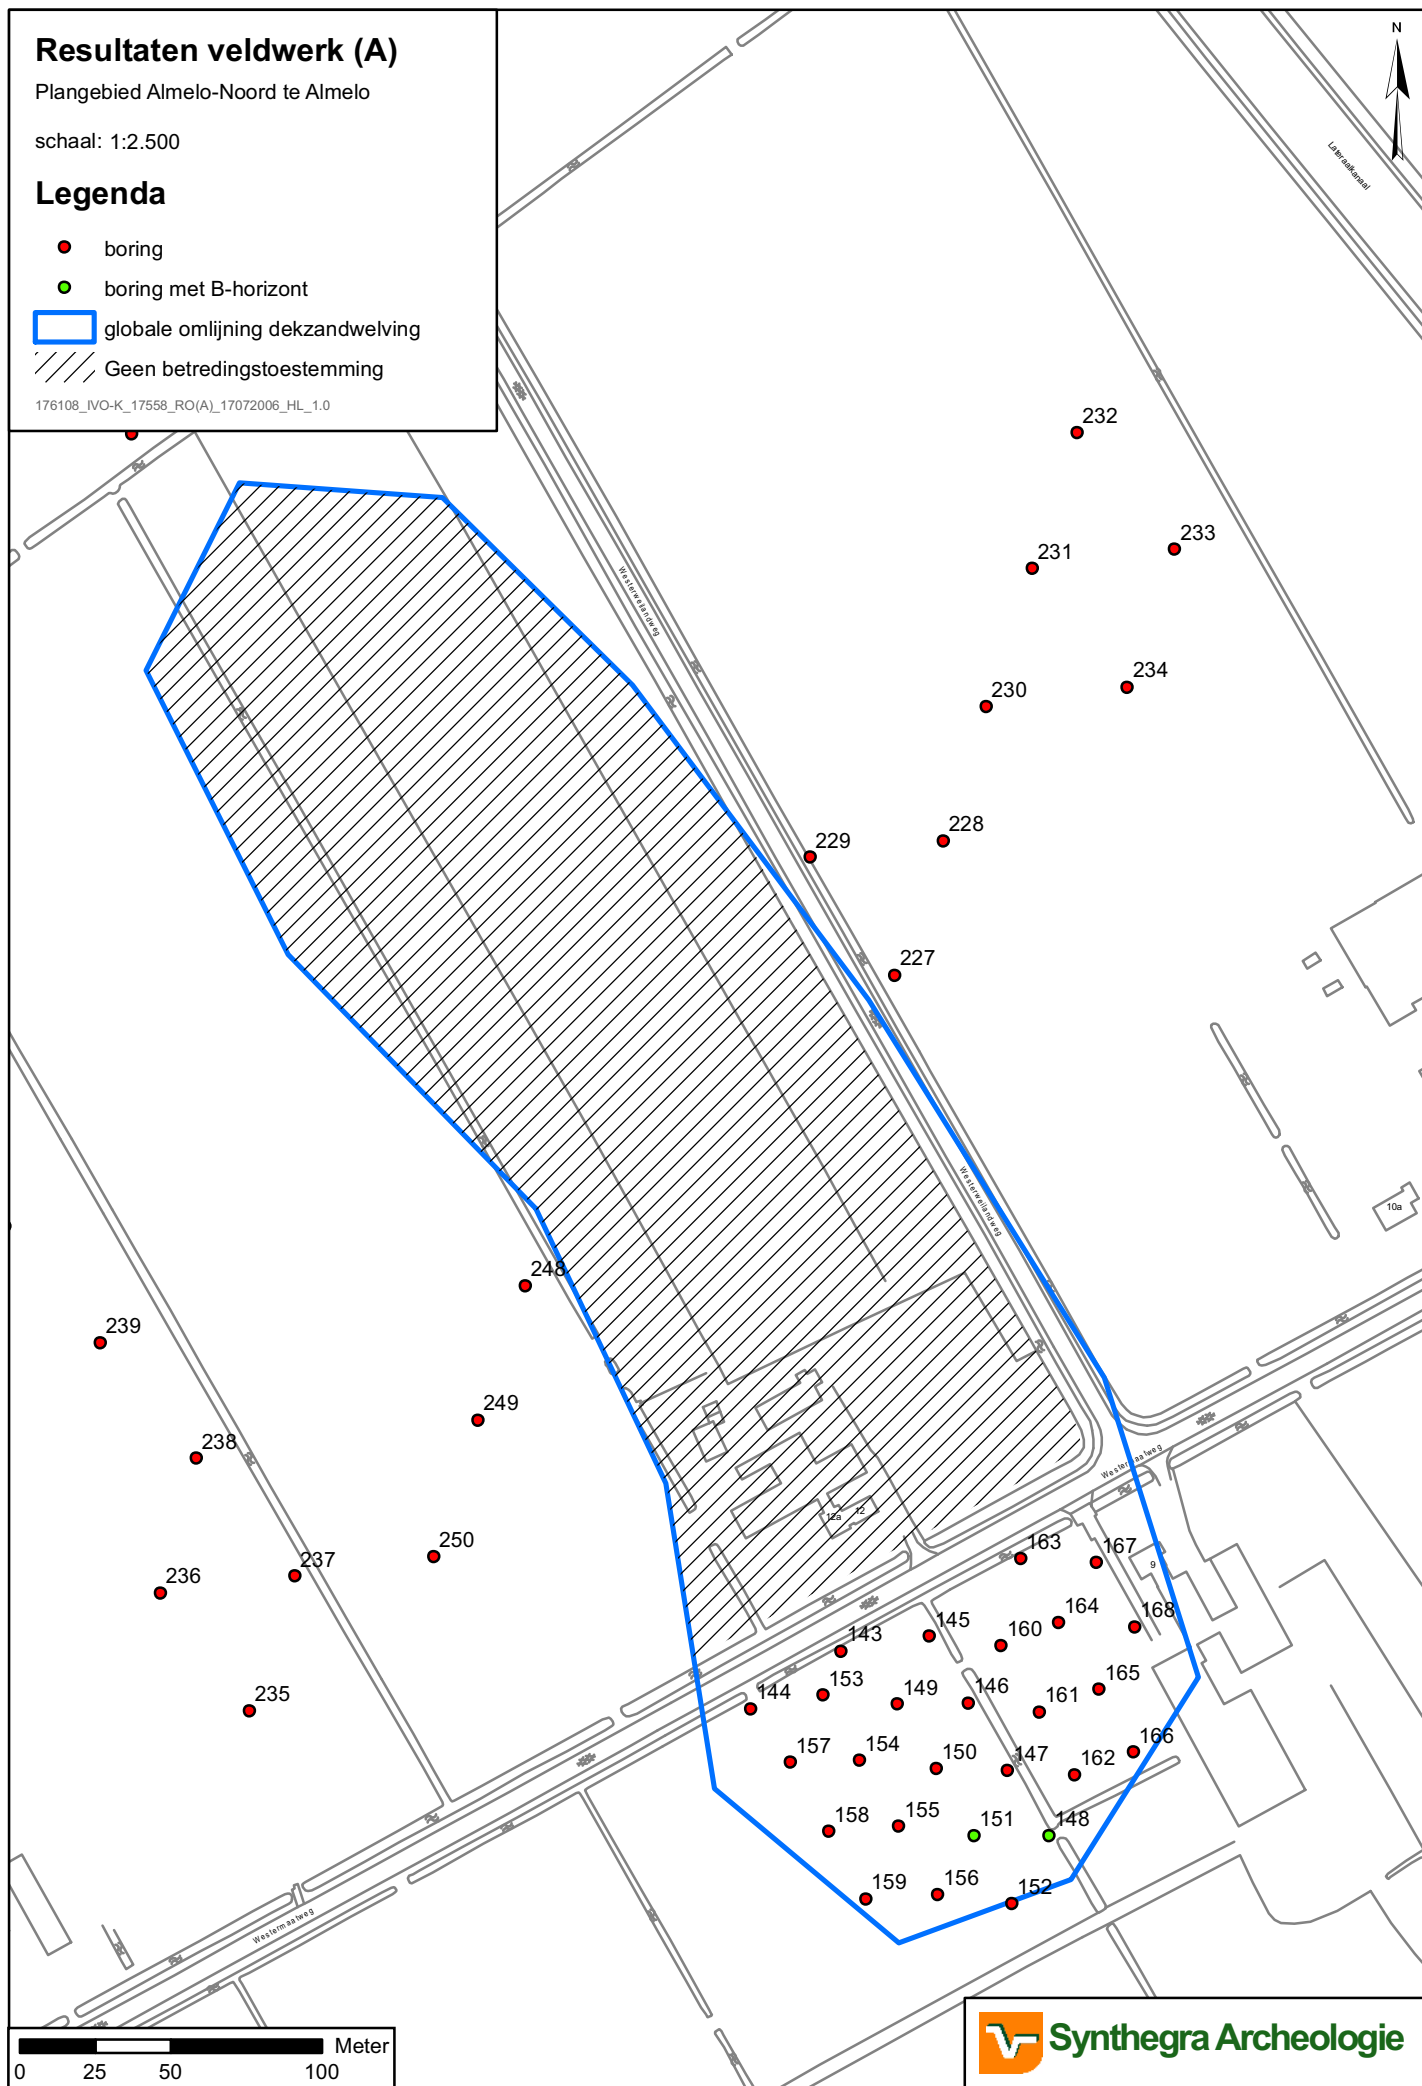 Resultaten veldwerk (A)
Plangebied Almelo-Noord te Almelo
schaal: 1:2.500
Legenda
boring
boring met B-horizont
globale omlijning dekzandwelving
Geen betredingstoestemming
176108_IVO-K_17558_RO(A)_17072006_HL_1.0
N
Lateraalkanaal
232
233
231
Westerweilandweg
234
230
229
228
227
Westerweilandweg
10a
248
239
249
238
Westermaatweg
12a
12
250
237
236
163
167
9
164
168
145
160
143
165
153
149
146
161
144
235
166
157
154
150
147
162
158
155
151
148
159
156
152
Westermaatweg
Meter
0
25
50
100
Synthegra Archeologie